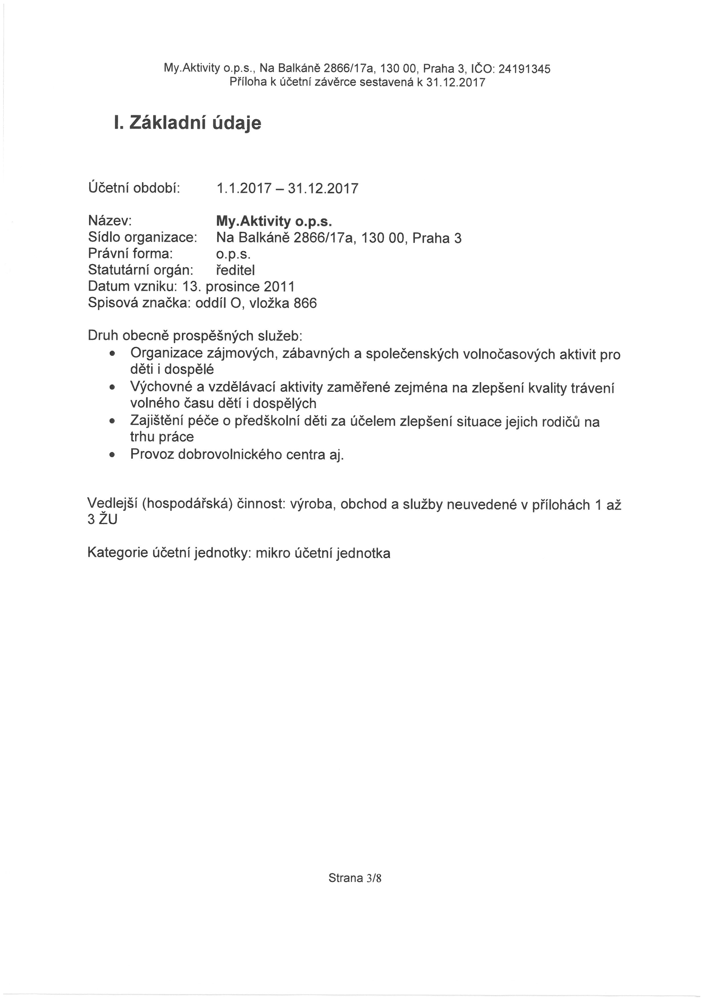 My.Aktivity o.p.s., Na Balkáně 2866/17a, 130 00, Praha 3, IČO: 24191345
Příloha k účetní závěrce sestavená k 31.12.2017
I. Základní údaje
Účetní období: 1.1.2017 – 31.12.2017
Název: My.Aktivity o.p.s.
Sídlo organizace: Na Balkáně 2866/17a, 130 00, Praha 3
Právní forma: o.p.s.
Statutární orgán: ředitel
Datum vzniku: 13. prosince 2011
Spisová značka: oddíl O, vložka 866
Druh obecně prospěšných služeb:
• Organizace zájmových, zábavných a společenských volnočasových aktivit pro
děti i dospělé
• Výchovné a vzdělávací aktivity zaměřené zejména na zlepšení kvality trávení
volného času dětí i dospělých
• Zajištění péče o předškolní děti za účelem zlepšení situace jejich rodičů na
trhu práce
• Provoz dobrovolnického centra aj.
Vedlejší (hospodářská) činnost: výroba, obchod a služby neuvedené v přílohách 1 až
3 ŽU
Kategorie účetní jednotky: mikro účetní jednotka
Strana 3/8